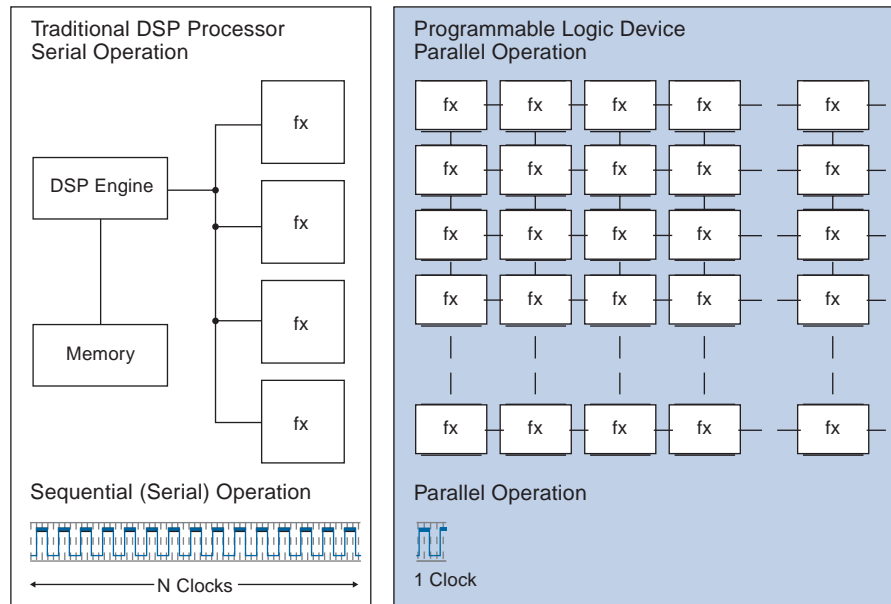 Traditional DSP Processor
Serial Operation
fx
DSP Engine
fx
fx
Memory
fx
Sequential (Serial) Operation
N Clocks
Programmable Logic Device
Parallel Operation
fx fx fx fx fx
fx fx fx fx fx
fx fx fx fx fx
fx fx fx fx fx
fx fx fx fx fx
Parallel Operation
1 Clock